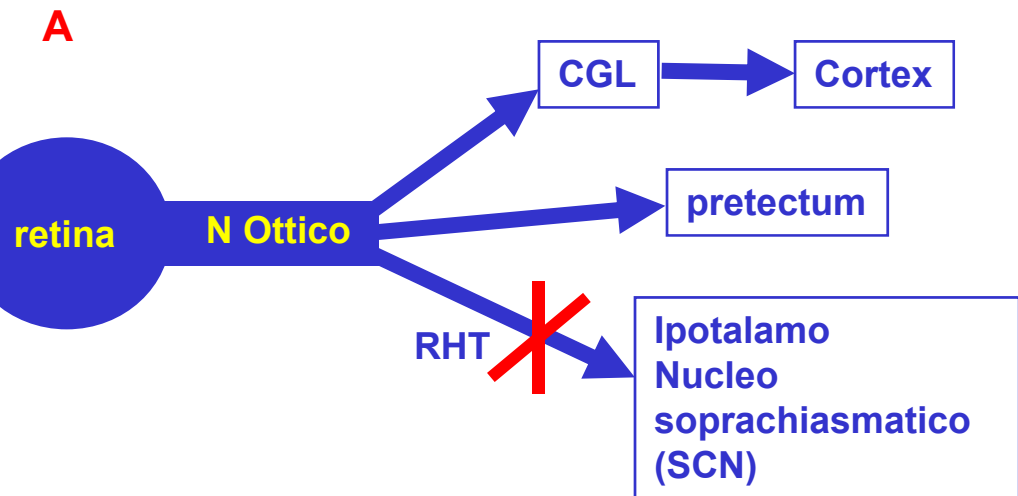 A
CGL
Cortex
pretectum
retina
N Ottico
RHT
Ipotalamo
Nucleo
soprachiasmatico
(SCN)